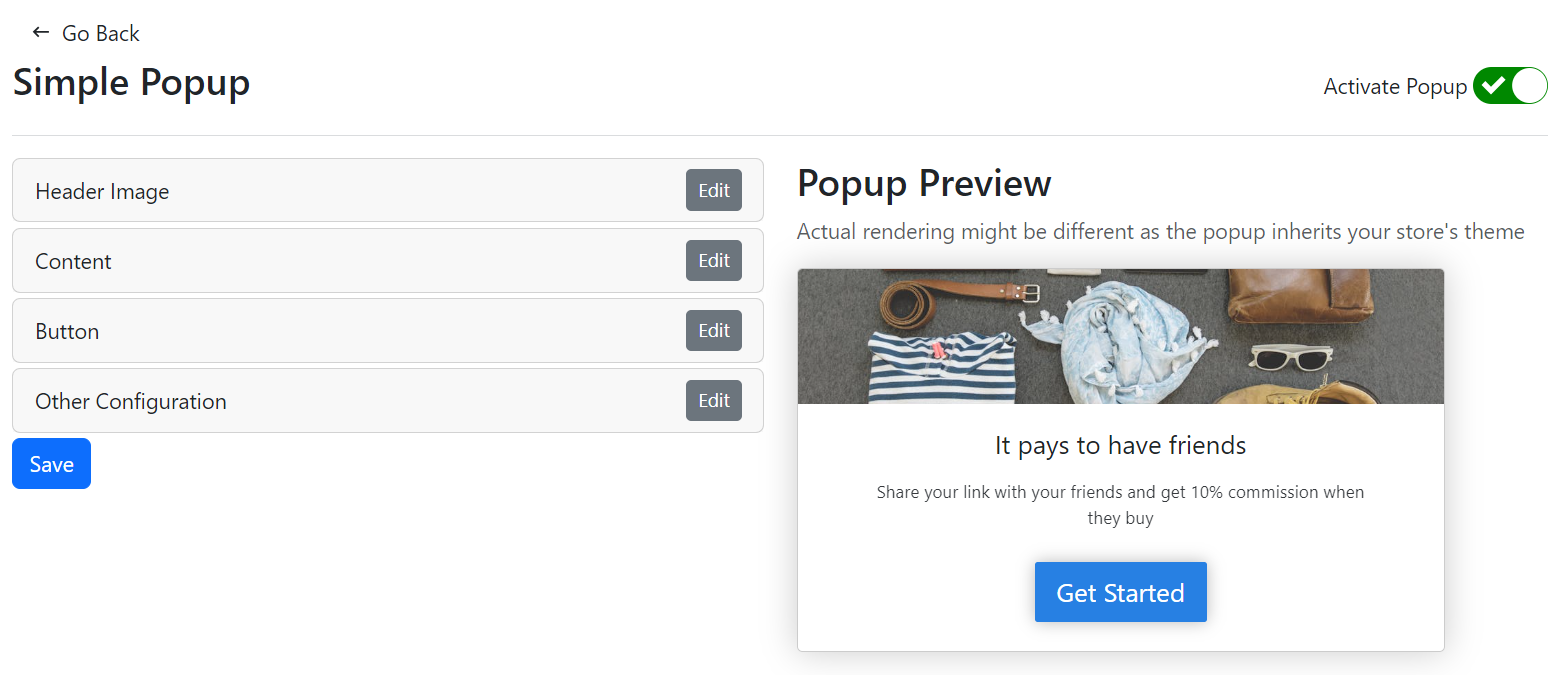 Go Back
Simple Popup
Activate Popup
Header Image
Edit
Content
Edit
Button
Edit
Other Configuration
Edit
Save
Popup Preview
Actual rendering might be different as the popup inherits your store's theme
It pays to have friends
Share your link with your friends and get 10% commission when
they buy
Get Started